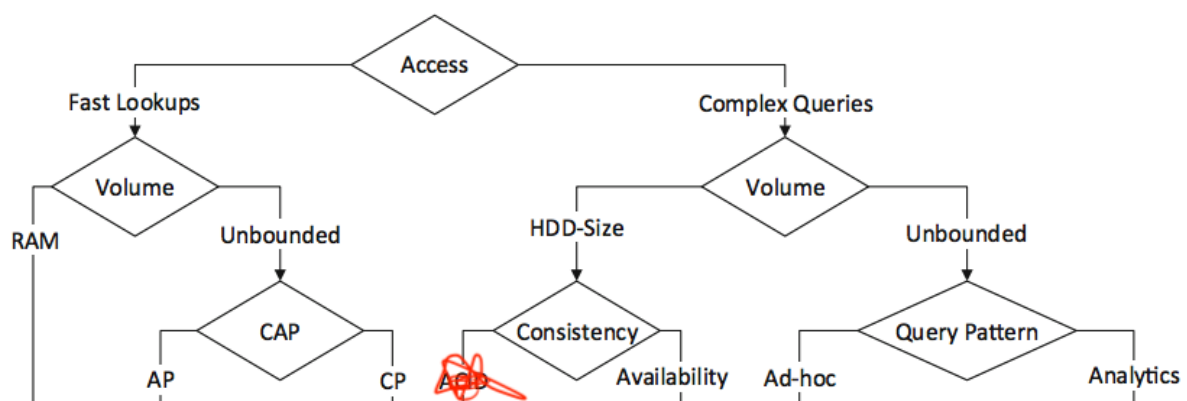 Access
Fast Lookups
Complex Queries
Volume
Volume
RAM
Unbounded
HDD-Size
Unbounded
CAP
Consistency
Query Pattern
AP
CP
Availability
Ad-hoc
Analytics